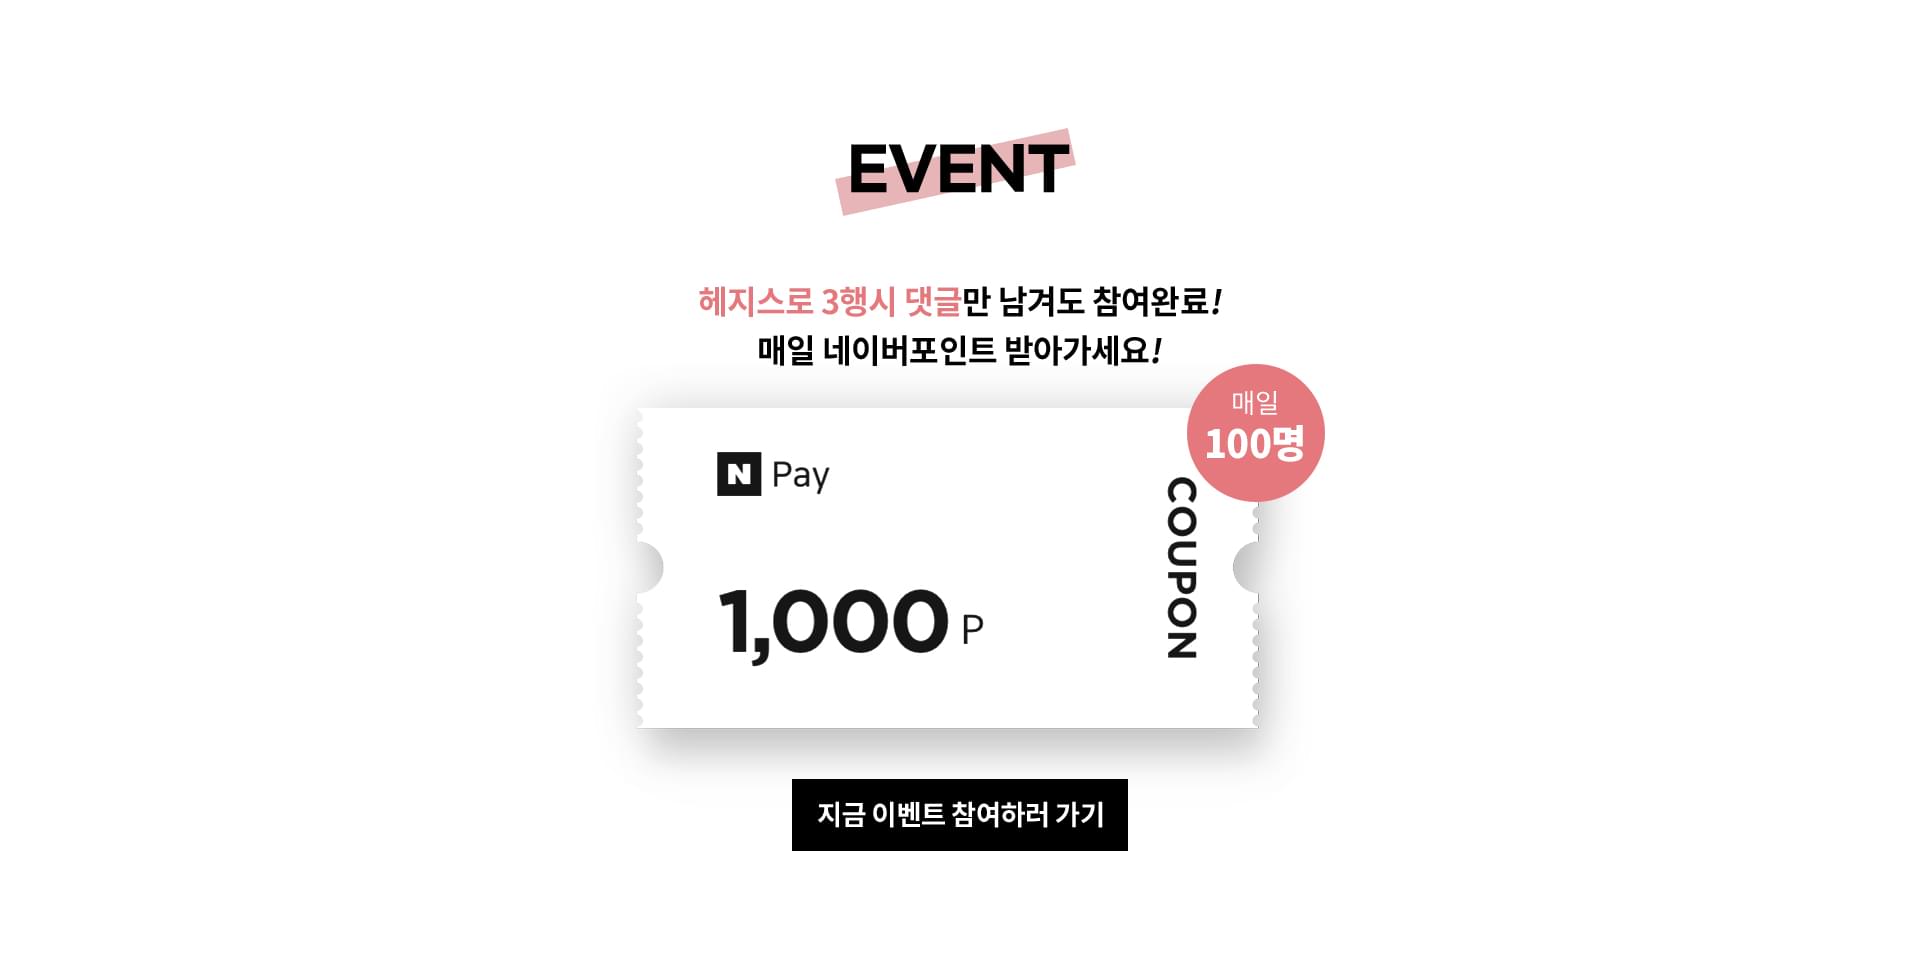 EVENT
헤지스로 3행시 댓글만 남겨도 참여완료!
매일 네이버포인트 받아가세요!
매일
100명
N Pay
COUPON
1,000 P
지금 이벤트 참여하러 가기